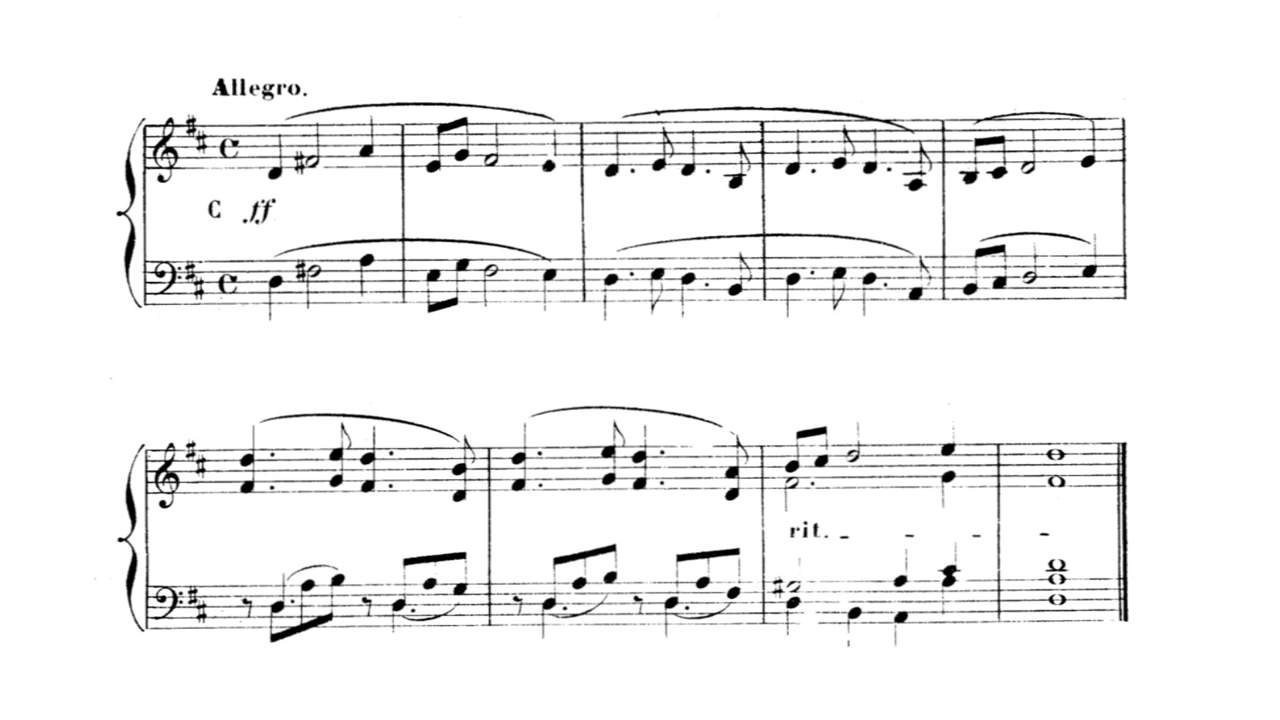 Allegro.
C ff
rit. _ _ _ _